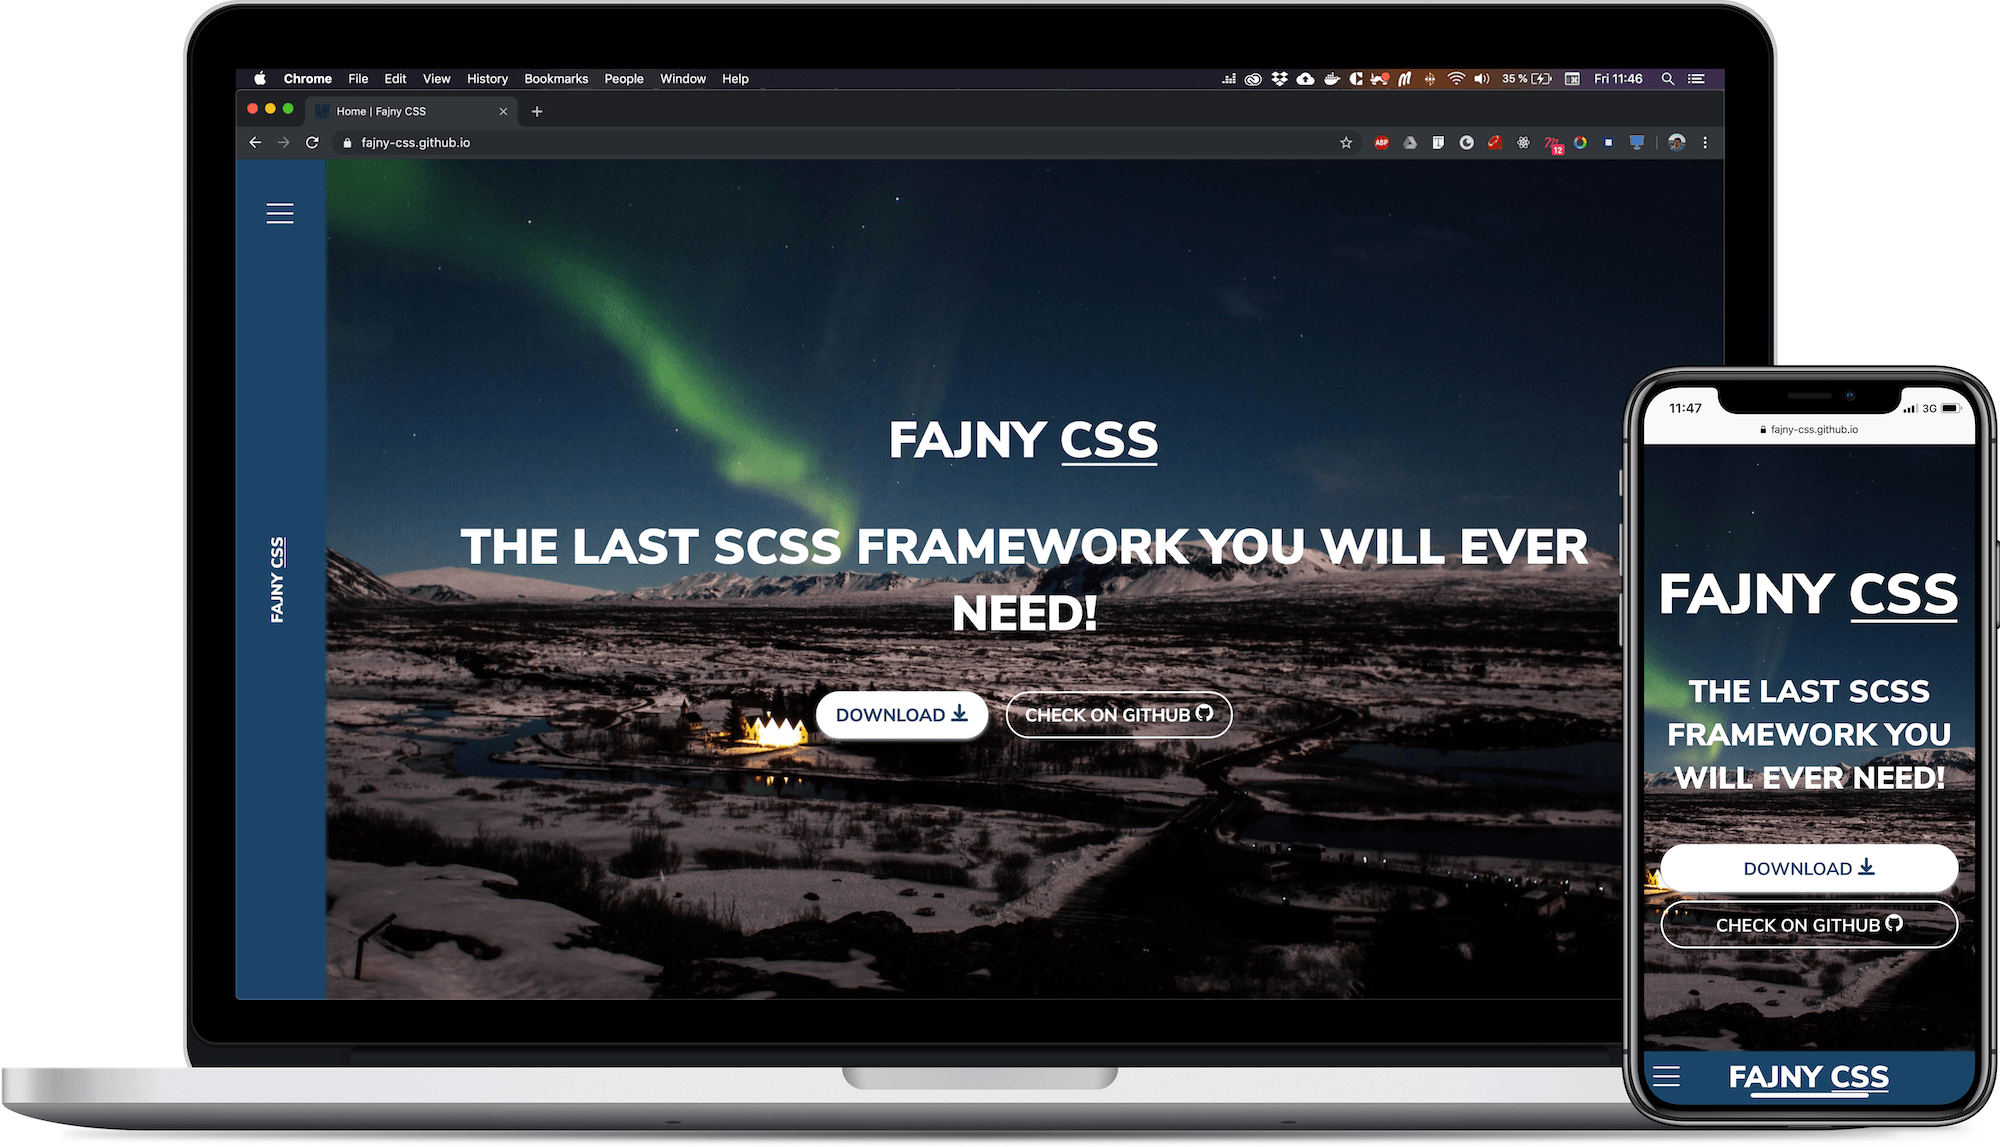 Chrome File Edit View History Bookmarks People Window Help 35 % Fri 11:46
Home | Fajny CSS
fajny-css.github.io
ABP
12
FAJNY CSS
THE LAST SCSS FRAMEWORK YOU WILL EVER
NEED!
DOWNLOAD
CHECK ON GITHUB
FAJNY CSS
11:47 3G
fajny-css.github.io
FAJNY CSS
THE LAST SCSS
FRAMEWORK YOU
WILL EVER NEED!
DOWNLOAD
CHECK ON GITHUB
FAJNY CSS